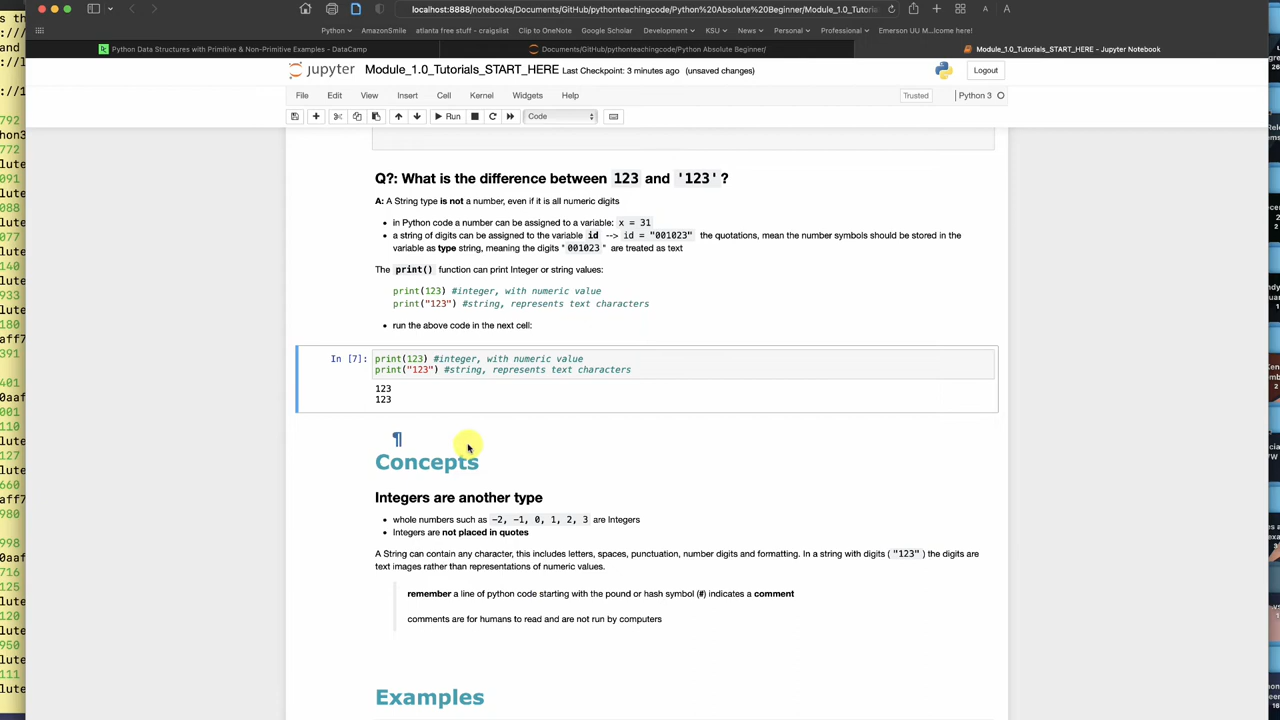 localhost:8888/notebooks/Documents/GitHub/pythonteachingcode/Python%20Absolute%20Beginner/Module_1.0_Tutoria...
Python AmazonSmile atlanta fuse - craigslist Clip to OneNote Google Scholar Development KSU News Personal Professional Emerson UU M...lcome here!
Python Data Structures with Primitive & Non-Primitive Examples - DataCamp Documents/GitHub/pythonteachingcode/Python Absolute Beginner/ Module_1.0_Tutorials_START_HERE - Jupyter Notebook
jupyter Module_1.0_Tutorials_START_HERE Last Checkpoint: 3 minutes ago (unsaved changes) Logout
File Edit View Insert Cell Kernel Widgets Help Trusted Python 3
Run Code
Q?: What is the difference between 123 and '123'?
A: A String type is not a number, even if it is all numeric digits
in Python code a number can be assigned to a variable: x = 31
a string of digits can be assigned to the variable id --> id = "001023" the quotations, mean the number symbols should be stored in the
variable as type string, meaning the digits "001023" are treated as text
The print() function can print Integer or string values:
print(123) #integer, with numeric value
print("123") #string, represents text characters
run the above code in the next cell:
In [7]: print(123) #integer, with numeric value
print("123") #string, represents text characters
123
123
¶
Concepts
Integers are another type
whole numbers such as -2, -1, 0, 1, 2, 3 are Integers
Integers are not placed in quotes
A String can contain any character, this includes letters, spaces, punctuation, number digits and formatting. In a string with digits ("123") the digits are
text images rather than representations of numeric values.
remember a line of python code starting with the pound or hash symbol (#) indicates a comment
comments are for humans to read and are not run by computers
Examples